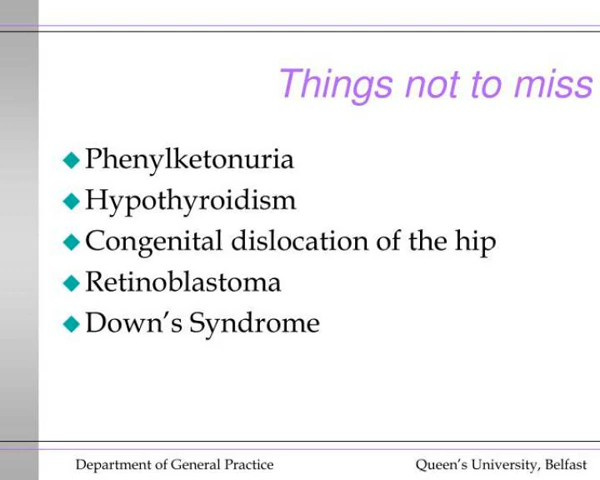 Things not to miss
Phenylketonuria
Hypothyroidism
Congenital dislocation of the hip
Retinoblastoma
Down's Syndrome
Department of General Practice
Queen's University, Belfast